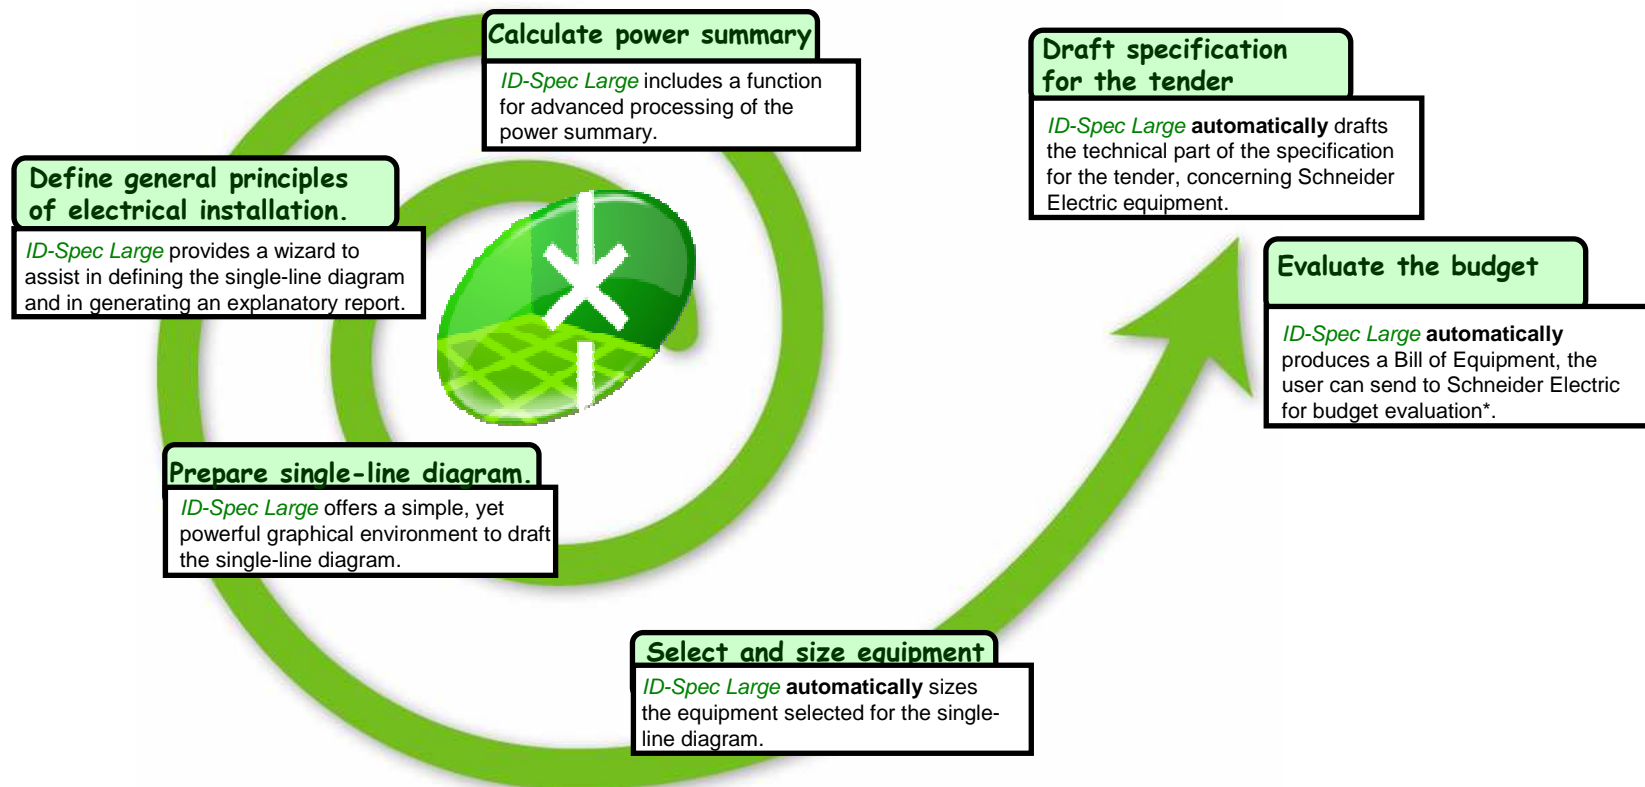 Calculate power summary
ID-Spec Large includes a function
for advanced processing of the
power summary.
Draft specification
for the tender
ID-Spec Large automatically drafts
the technical part of the specification
for the tender, concerning Schneider
Electric equipment.
Define general principles
of electrical installation.
ID-Spec Large provides a wizard to
assist in defining the single-line diagram
and in generating an explanatory report.
Evaluate the budget
ID-Spec Large automatically
produces a Bill of Equipment, the
user can send to Schneider Electric
for budget evaluation*.
Prepare single-line diagram.
ID-Spec Large offers a simple, yet
powerful graphical environment to draft
the single-line diagram.
Select and size equipment
ID-Spec Large automatically sizes
the equipment selected for the single-
line diagram.